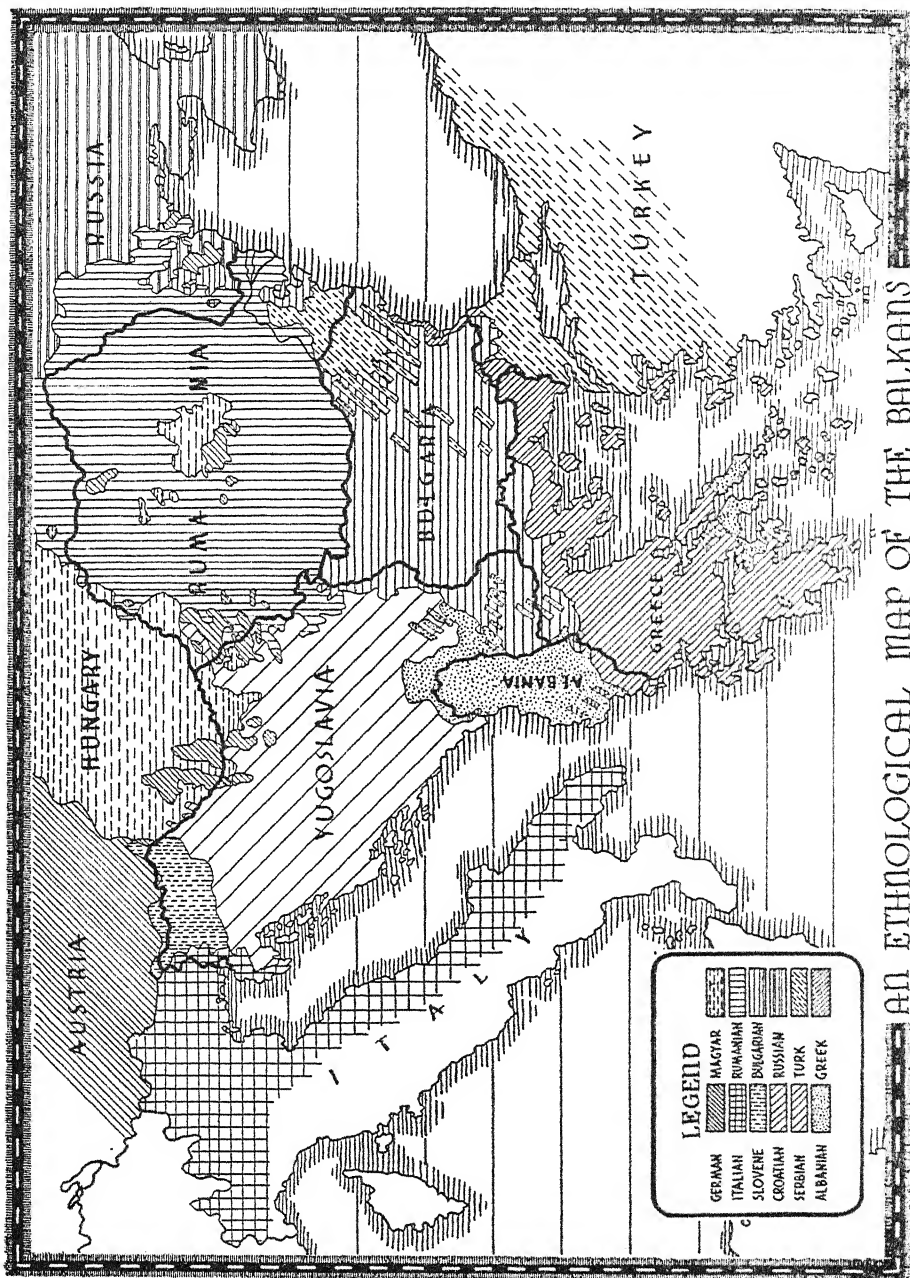 AN ETHNOLOGICAL MAP OF THE BALKANS
AUSTRIA
HUNGARY
RUMANIA
RUSSIA
YUGOSLAVIA
BULGARIA
ITALY
ALBANIA
GREECE
TURKEY
LEGEND
GERMAN MAGYAR
ITALIAN RUMANIAN
SLOVENE BULGARIAN
CROATIAN RUSSIAN
SERBIAN TURK
ALBANIAN GREEK